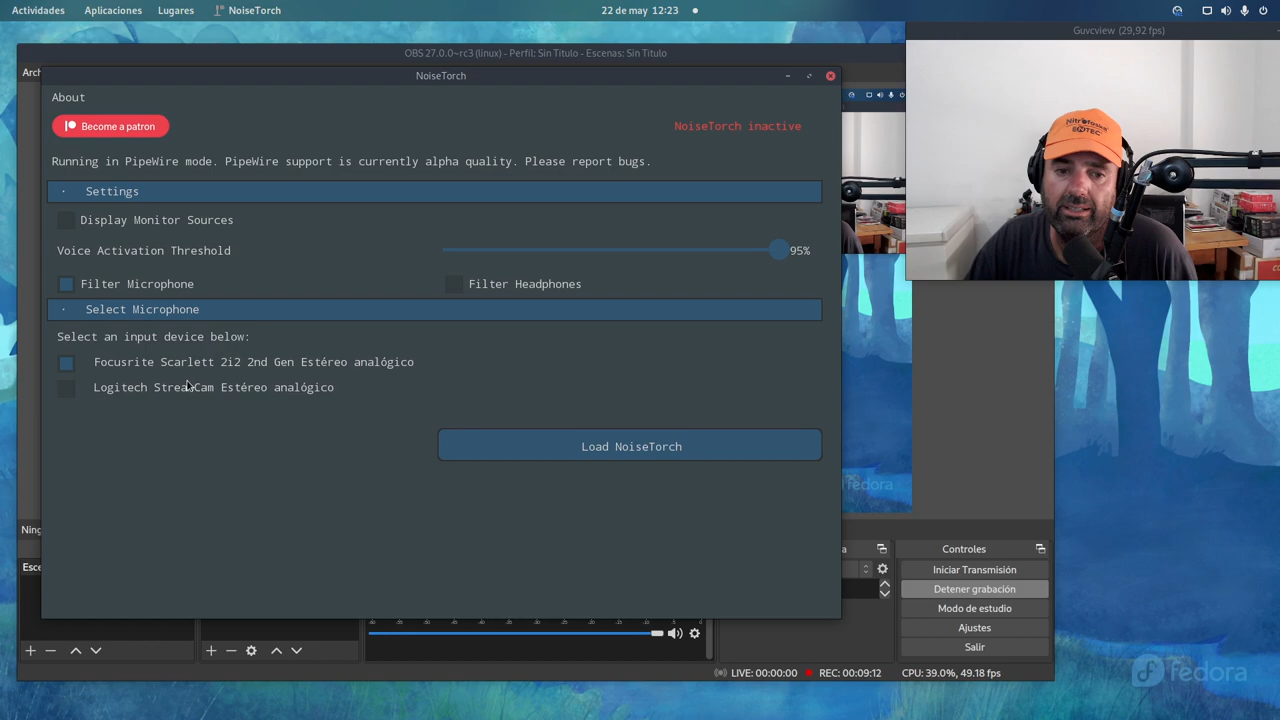 Actividades Aplicaciones Lugares NoiseTorch 22 de may 12:23
Guvcview (29,92 fps)
OBS 27.0.0~rc3 (linux) - Perfil: Sin Título - Escenas: Sin Título
Arch
NoiseTorch
About
Become a patron
NoiseTorch inactive
Running in PipeWire mode. PipeWire support is currently alpha quality. Please report bugs.
Settings
Display Monitor Sources
Voice Activation Threshold 95%
Filter Microphone Filter Headphones
Select Microphone
Select an input device below:
Focusrite Scarlett 2i2 2nd Gen Estéreo analógico
Logitech StreamCam Estéreo analógico
Load NoiseTorch
Nitrofoska
ENTEC
fedora
Ning
Esce
a
Controles
Iniciar Transmisión
Detener grabación
Modo de estudio
Ajustes
Salir
LIVE: 00:00:00 REC: 00:09:12 CPU: 39.0%, 49.18 fps
fedora